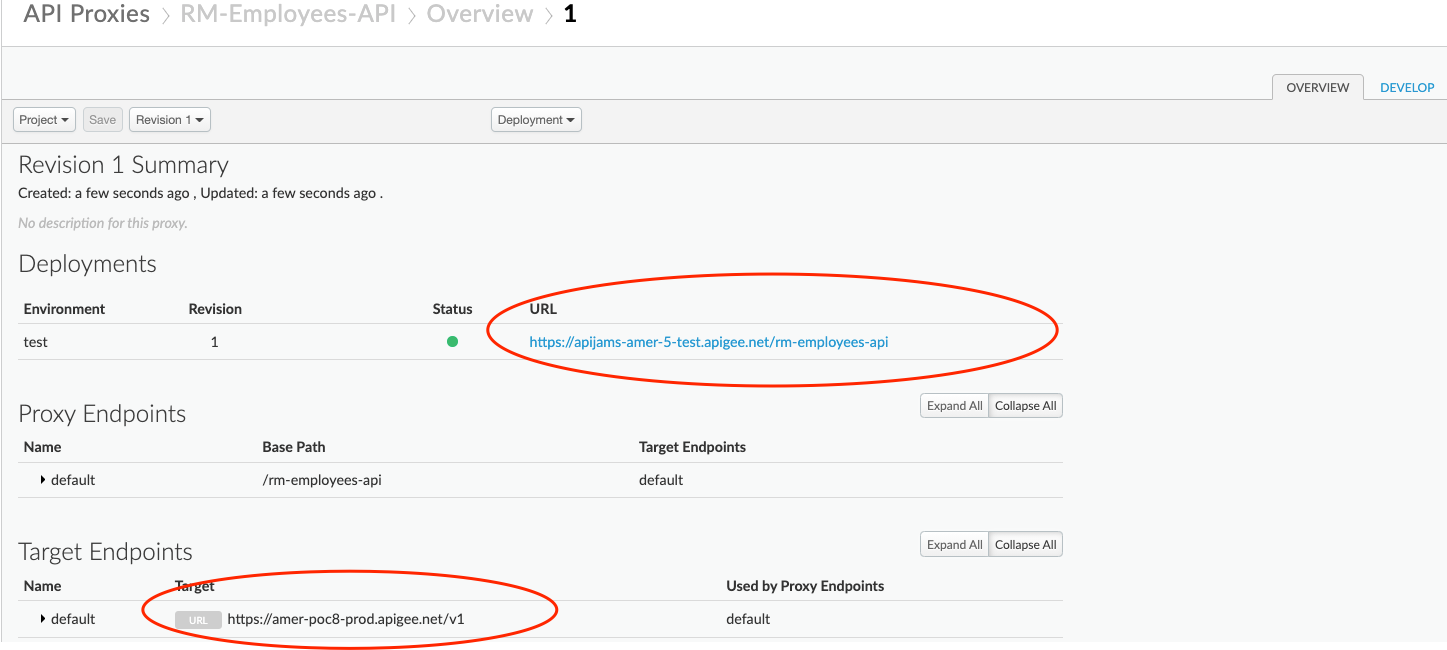 API Proxies > RM-Employees-API > Overview > 1
OVERVIEW DEVELOP
Project Save Revision 1 Deployment
Revision 1 Summary
Created: a few seconds ago , Updated: a few seconds ago .
No description for this proxy.
Deployments
Environment Revision Status URL
test 1 https://apijams-amer-5-test.apigee.net/rm-employees-api
Proxy Endpoints Expand All Collapse All
Name Base Path Target Endpoints
default /rm-employees-api default
Target Endpoints Expand All Collapse All
Name Target Used by Proxy Endpoints
default URL https://amer-poc8-prod.apigee.net/v1 default